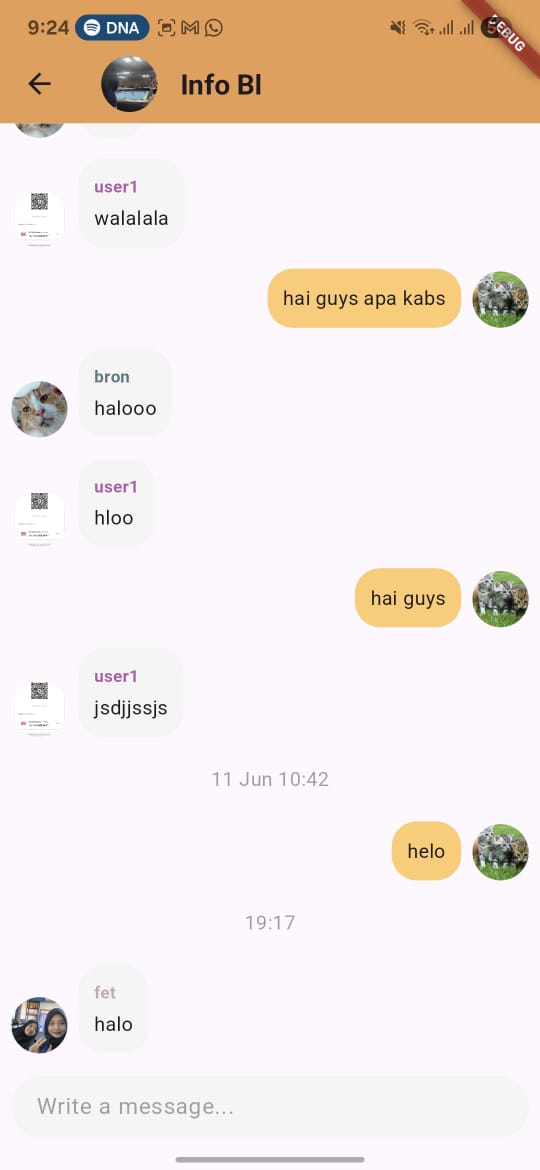 9:24 DNA
DEBUG
Info Bl
user1
walalala
hai guys apa kabs
bron
halooo
user1
hloo
hai guys
user1
jsdjjssjs
11 Jun 10:42
helo
19:17
fet
halo
Write a message...